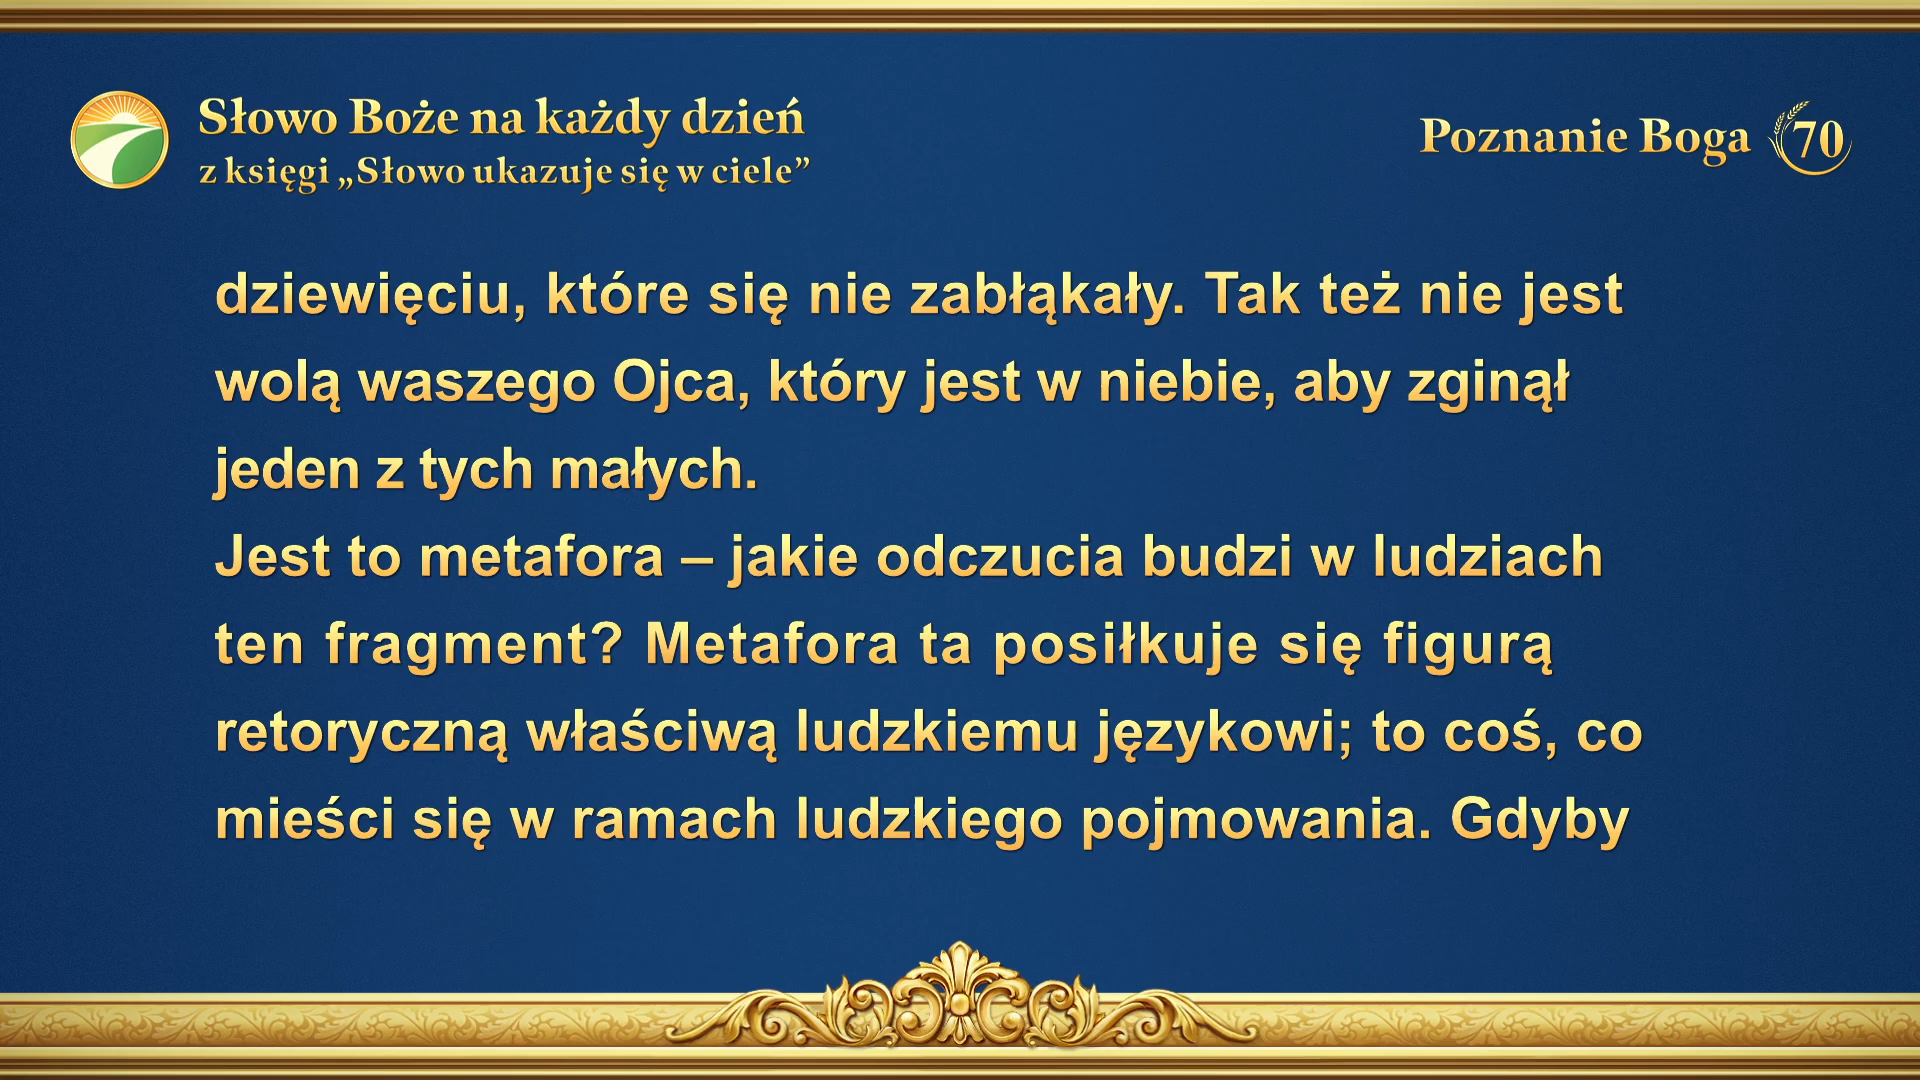 Słowo Boże na każdy dzień
z księgi „Słowo ukazuje się w ciele”
Poznanie Boga 70
dziewięciu, które się nie zabłąkały. Tak też nie jest
wolą waszego Ojca, który jest w niebie, aby zginął
jeden z tych małych.
Jest to metafora – jakie odczucia budzi w ludziach
ten fragment? Metafora ta posiłkuje się figurą
retoryczną właściwą ludzkiemu językowi; to coś, co
mieści się w ramach ludzkiego pojmowania. Gdyby